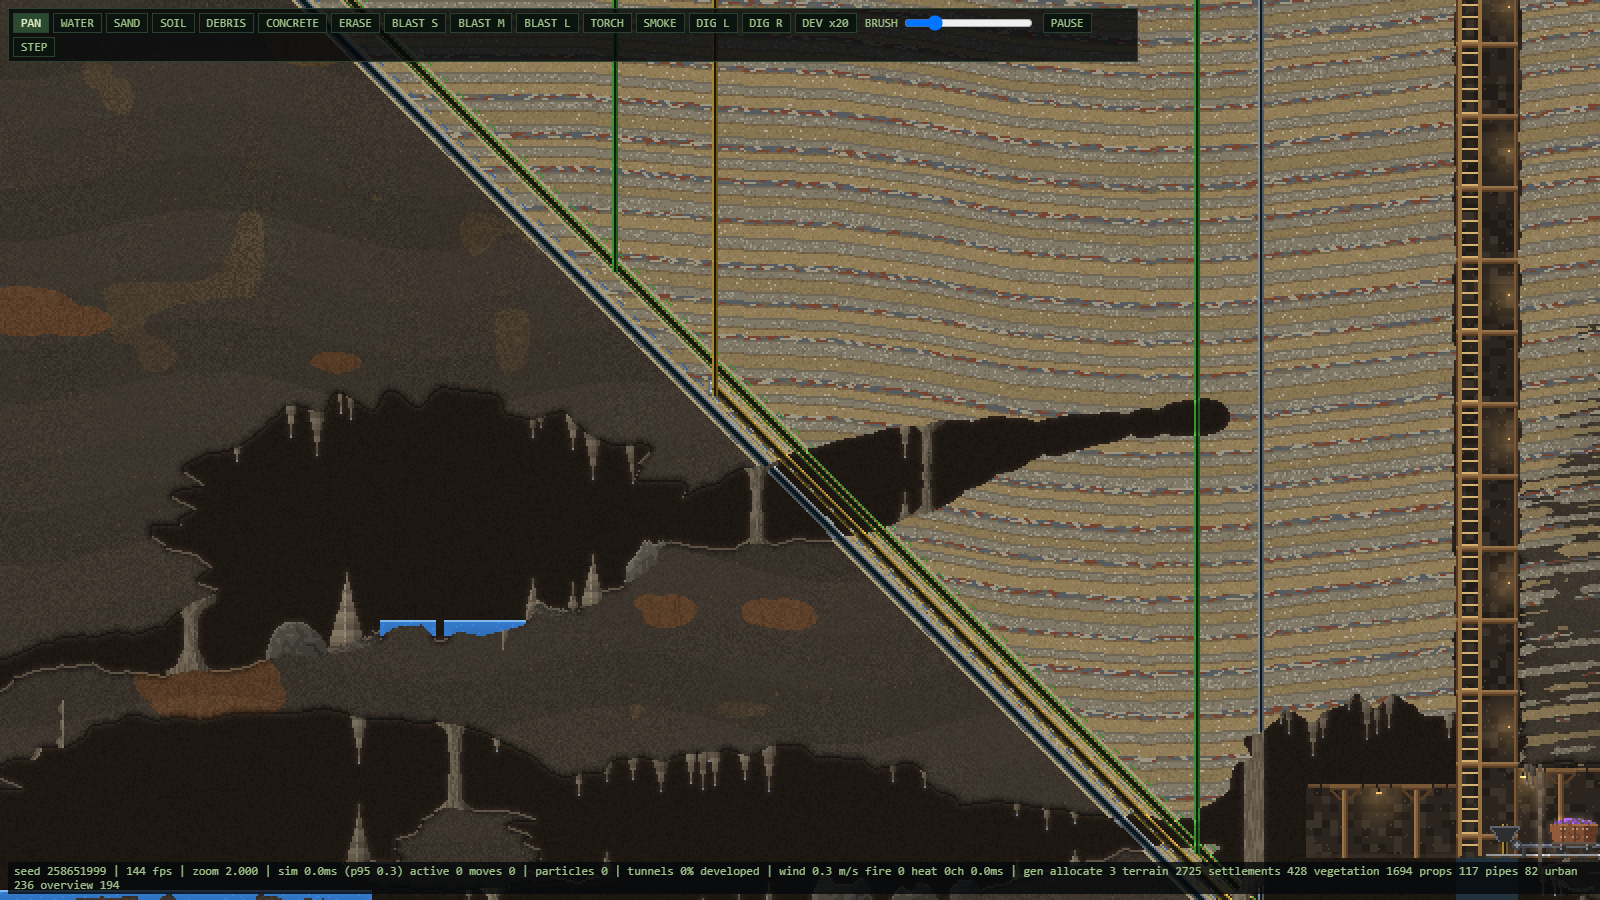 PAN WATER SAND SOIL DEBRIS CONCRETE ERASE BLAST S BLAST M BLAST L TORCH SMOKE DIG L DIG R DEV x20 BRUSH PAUSE
STEP
seed 258651999 | 144 fps | zoom 2.000 | sim 0.0ms (p95 0.3) active 0 moves 0 | particles 0 | tunnels 0% developed | wind 0.3 m/s fire 0 heat 0ch 0.0ms | gen allocate 3 terrain 2725 settlements 428 vegetation 1694 props 117 pipes 82 urban
236 overview 194